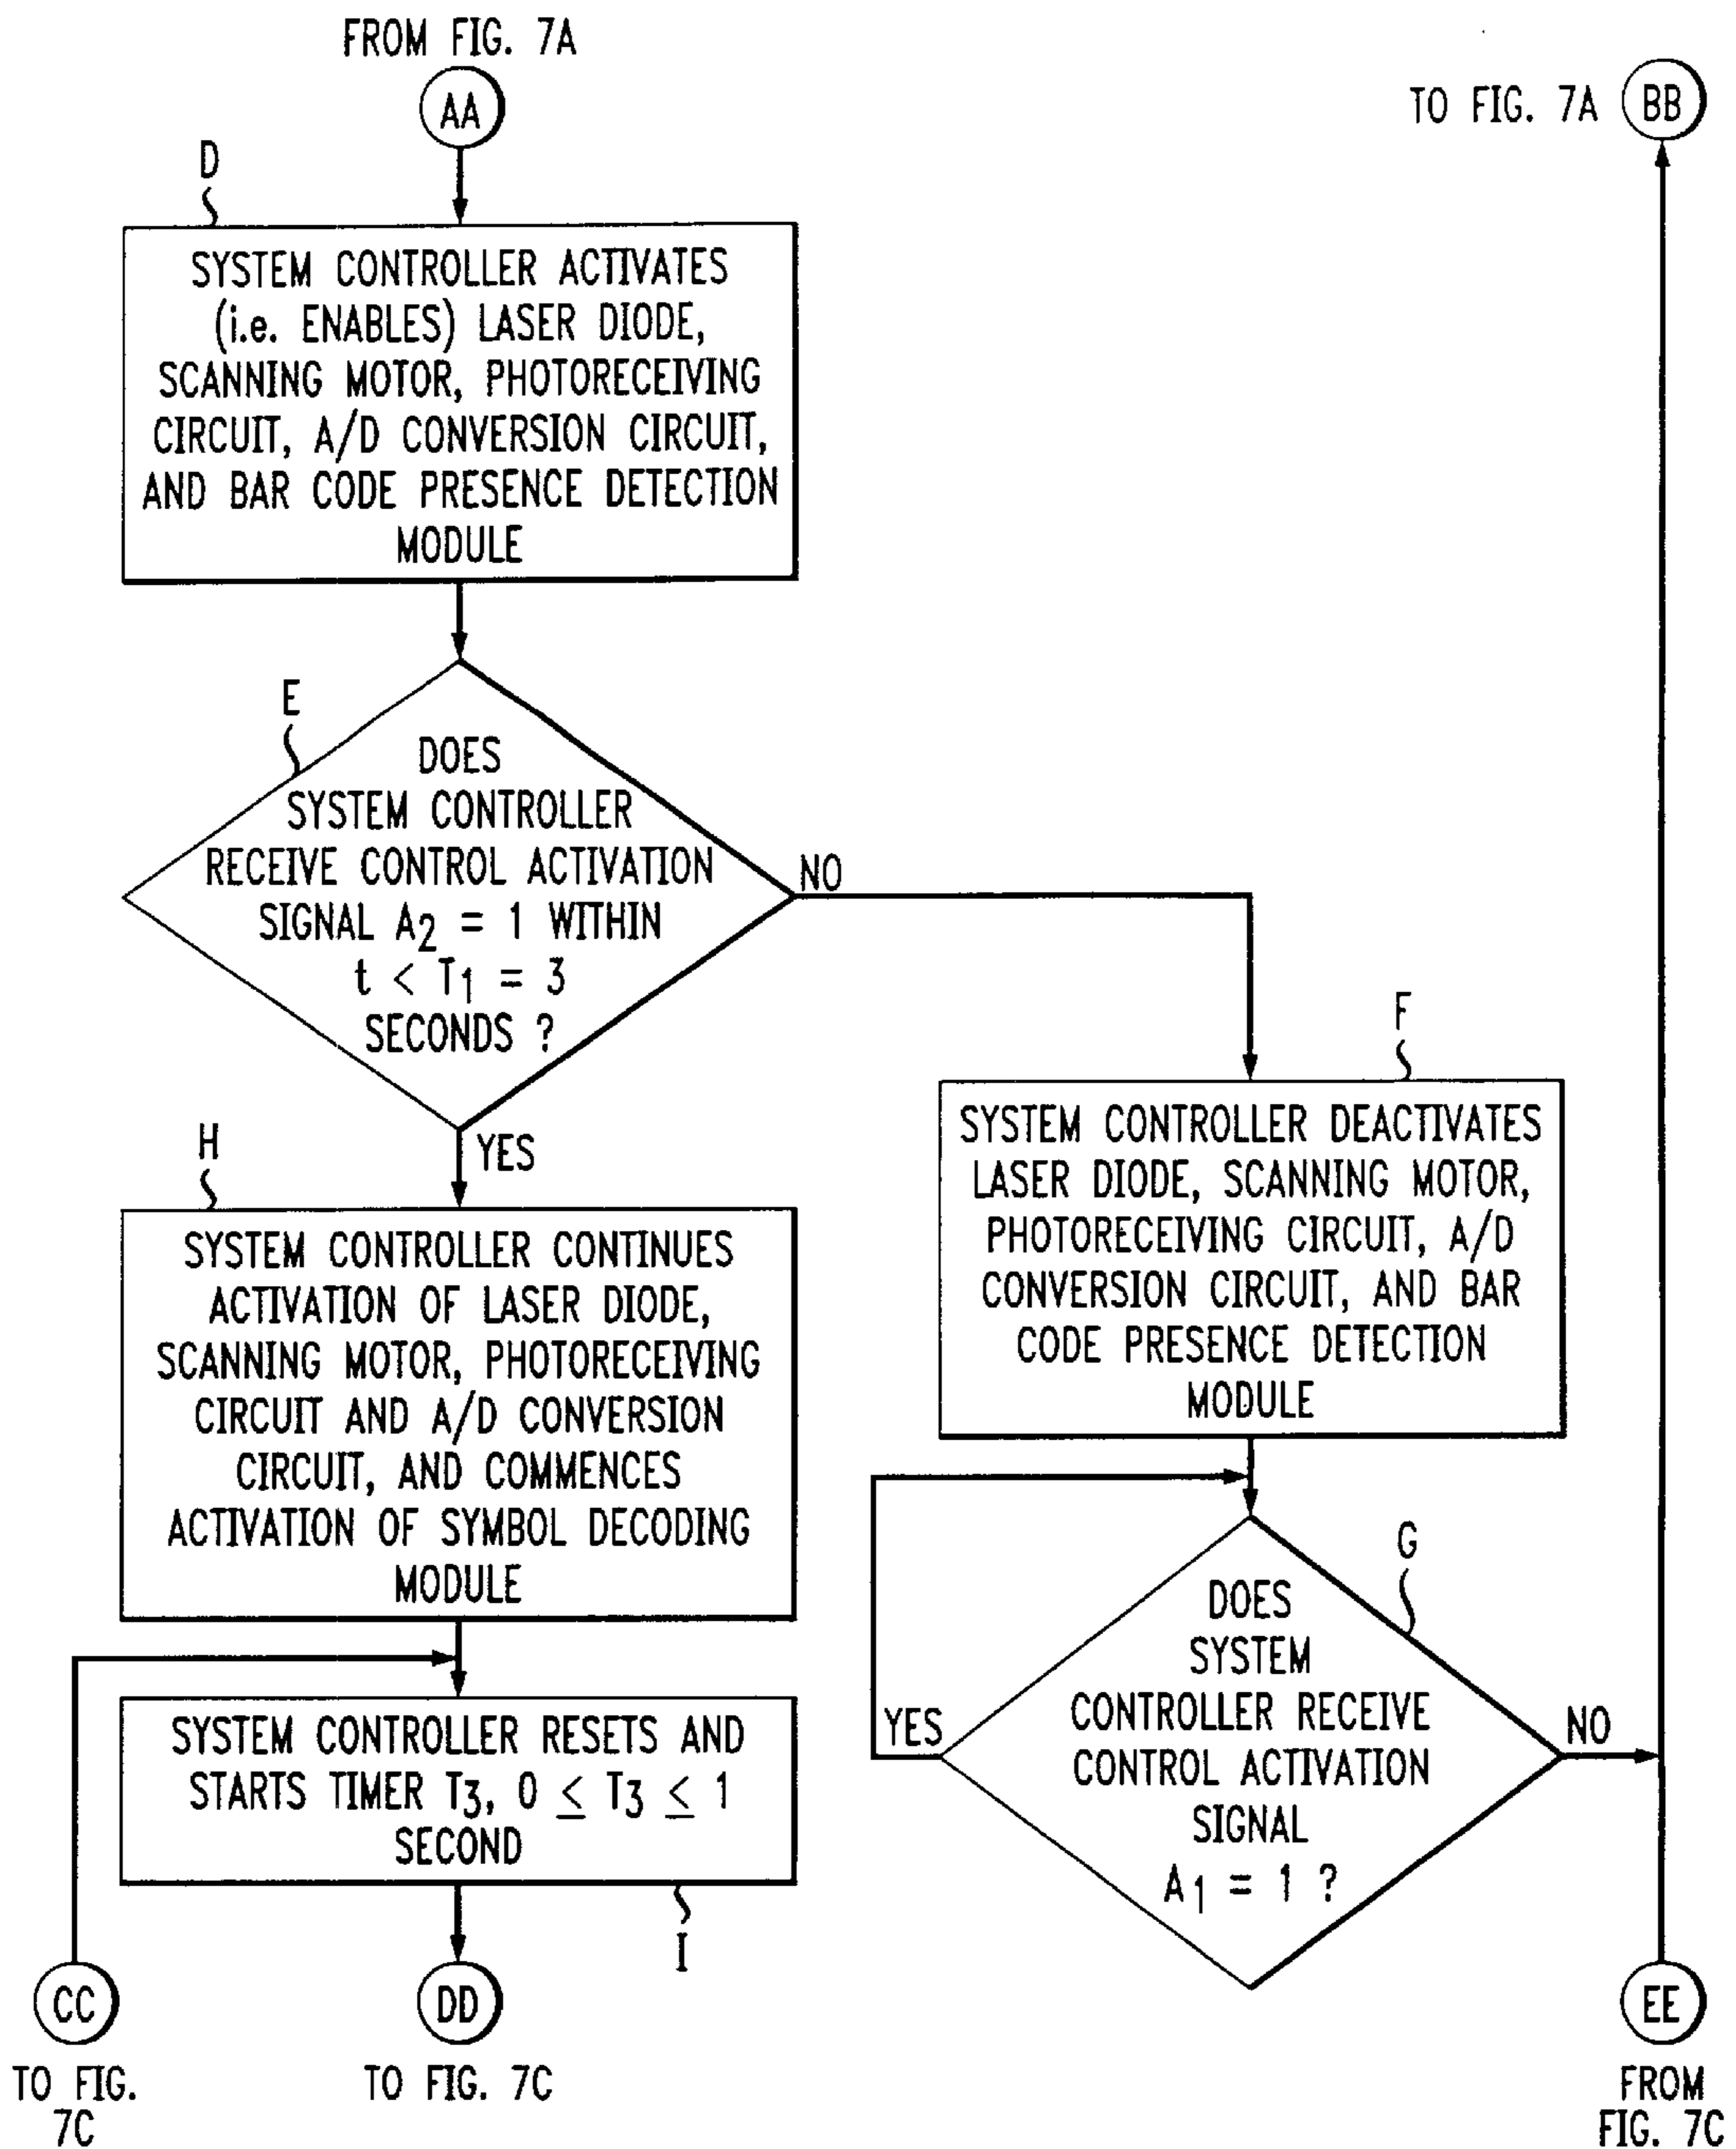 FROM FIG. 7A
AA
TO FIG. 7A
BB
D
SYSTEM CONTROLLER ACTIVATES
(i.e. ENABLES) LASER DIODE,
SCANNING MOTOR, PHOTORECEIVING
CIRCUIT, A/D CONVERSION CIRCUIT,
AND BAR CODE PRESENCE DETECTION
MODULE
E
DOES
SYSTEM CONTROLLER
RECEIVE CONTROL ACTIVATION
SIGNAL A2 = 1 WITHIN
t < T1 = 3
SECONDS ?
NO
YES
F
SYSTEM CONTROLLER DEACTIVATES
LASER DIODE, SCANNING MOTOR,
PHOTORECEIVING CIRCUIT, A/D
CONVERSION CIRCUIT, AND BAR
CODE PRESENCE DETECTION
MODULE
H
SYSTEM CONTROLLER CONTINUES
ACTIVATION OF LASER DIODE,
SCANNING MOTOR, PHOTORECEIVING
CIRCUIT AND A/D CONVERSION
CIRCUIT, AND COMMENCES
ACTIVATION OF SYMBOL DECODING
MODULE
G
DOES
SYSTEM
CONTROLLER RECEIVE
CONTROL ACTIVATION
SIGNAL
A1 = 1 ?
YES
NO
SYSTEM CONTROLLER RESETS AND
STARTS TIMER T3, 0 ≤ T3 ≤ 1
SECOND
I
CC
TO FIG.
7C
DD
TO FIG. 7C
EE
FROM
FIG. 7C